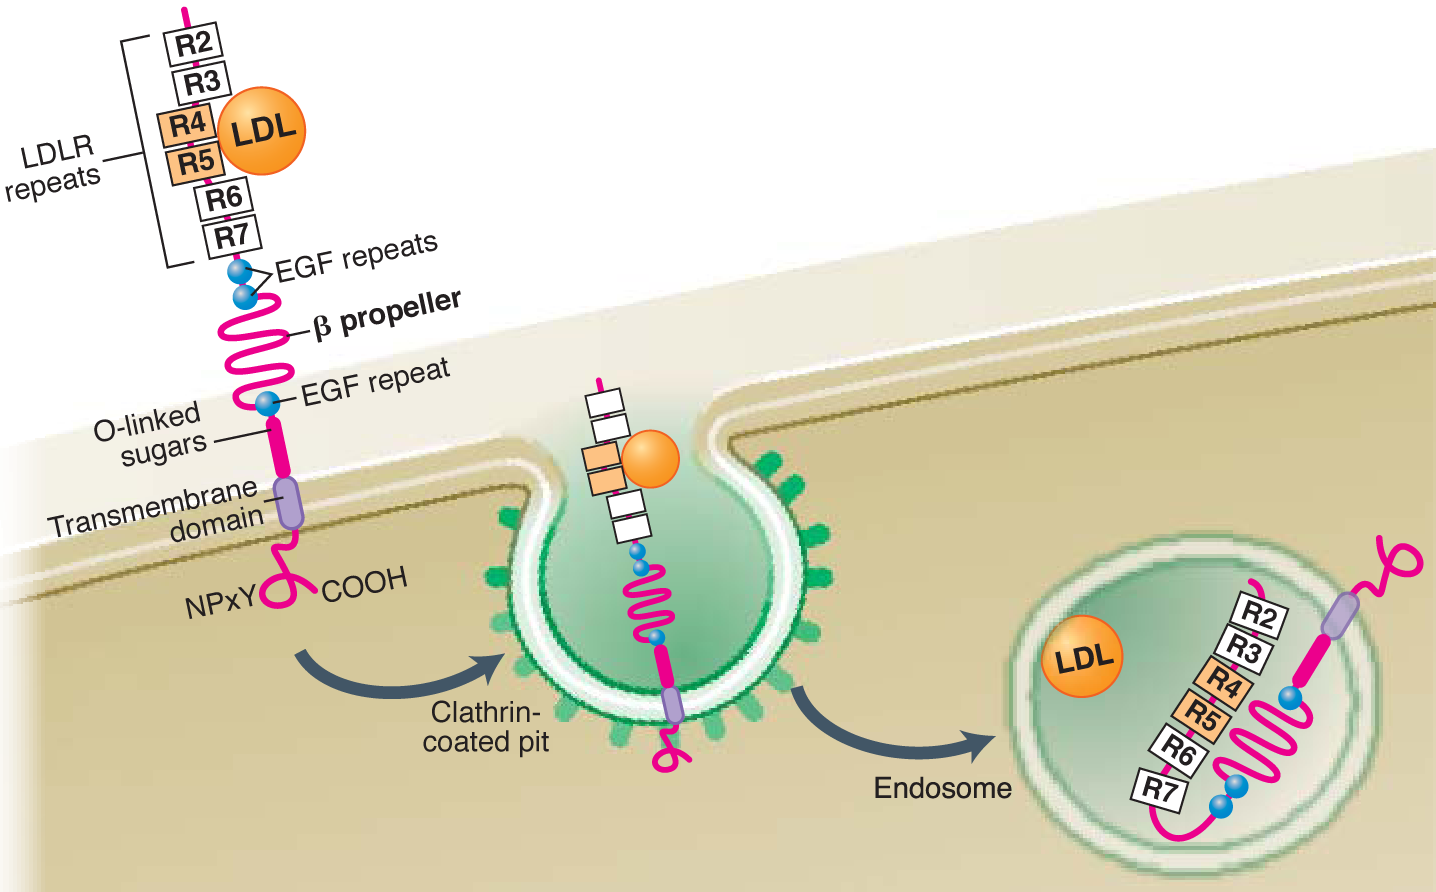 R2
R3
R4
R5
R6
R7
LDL
LDLR
repeats
EGF repeats
β propeller
EGF repeat
O-linked
sugars
Transmembrane
domain
NPxY
COOH
Clathrin-
coated pit
Endosome
LDL
R2
R3
R4
R5
R6
R7